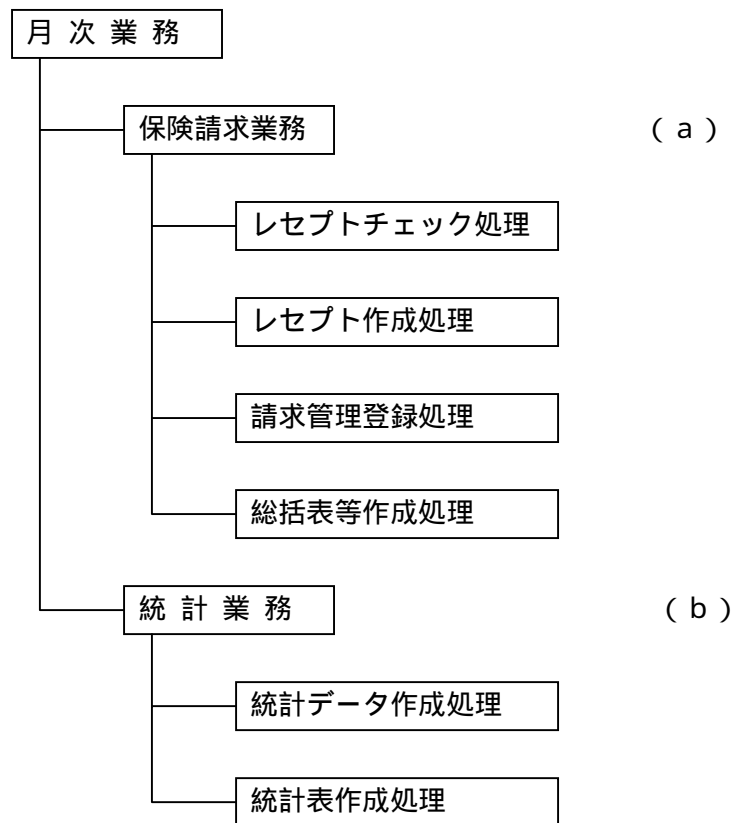 月 次 業 務
保険請求業務 ( a )
レセプトチェック処理
レセプト作成処理
請求管理登録処理
総括表等作成処理
統 計 業 務 ( b )
統計データ作成処理
統計表作成処理